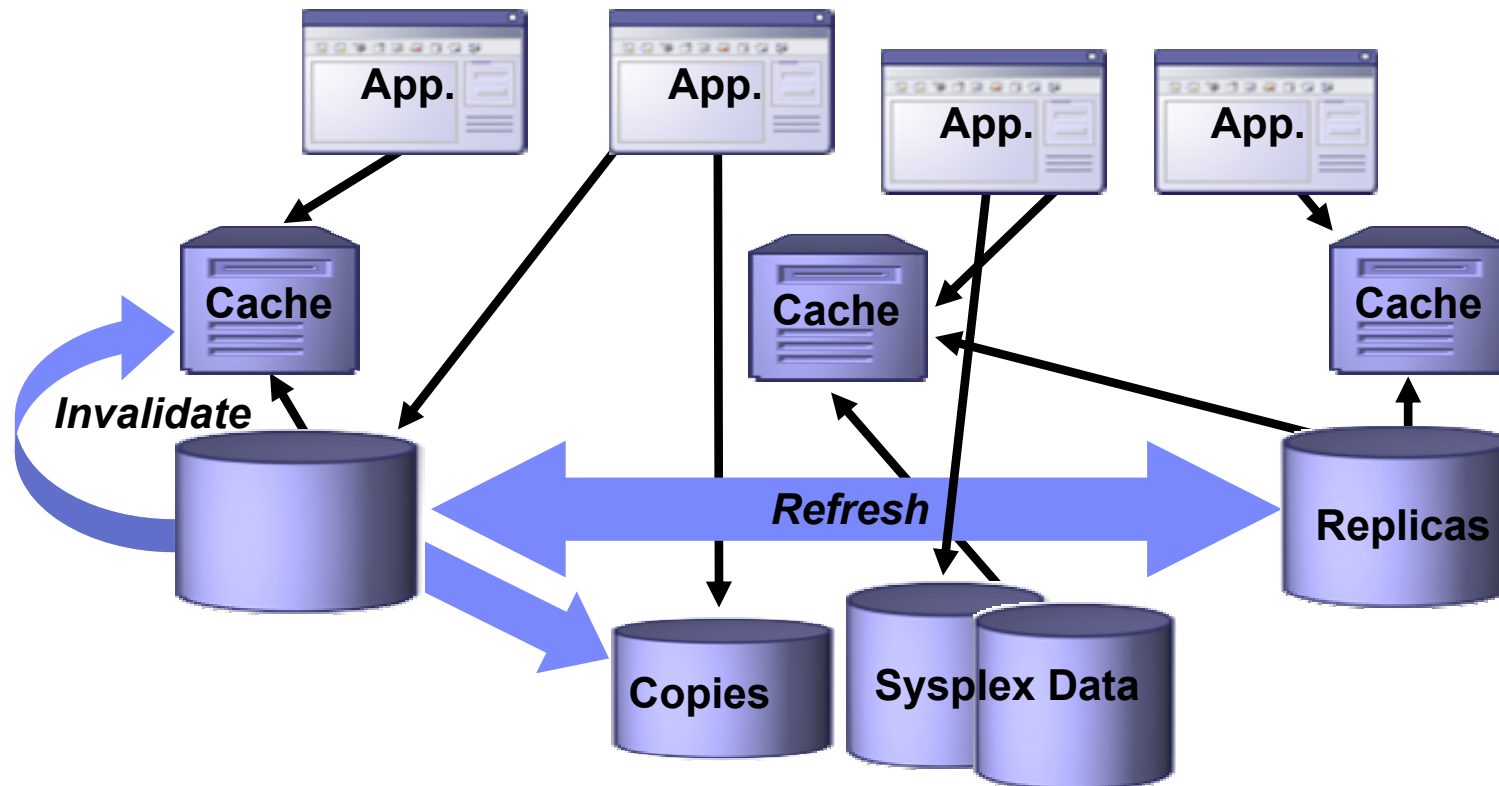 App.
App.
App.
App.
Cache
Cache
Cache
Invalidate
Refresh
Replicas
Copies
Sysplex Data